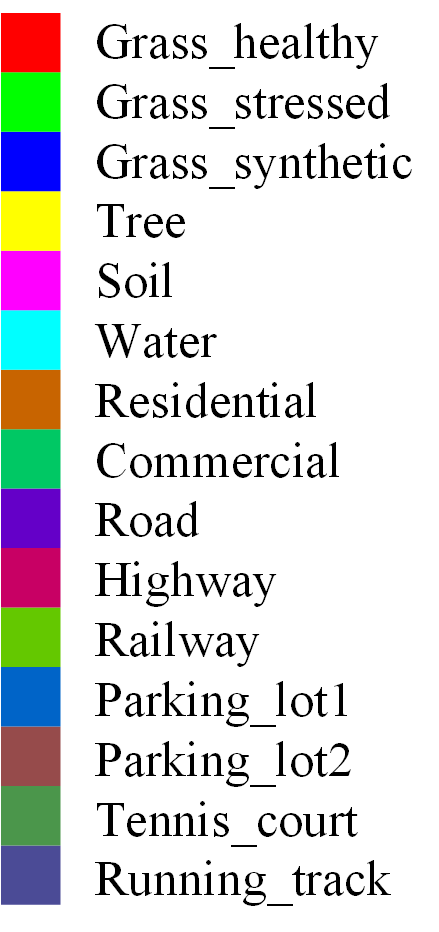 Grass_healthy
Grass_stressed
Grass_synthetic
Tree
Soil
Water
Residential
Commercial
Road
Highway
Railway
Parking_lot1
Parking_lot2
Tennis_court
Running_track